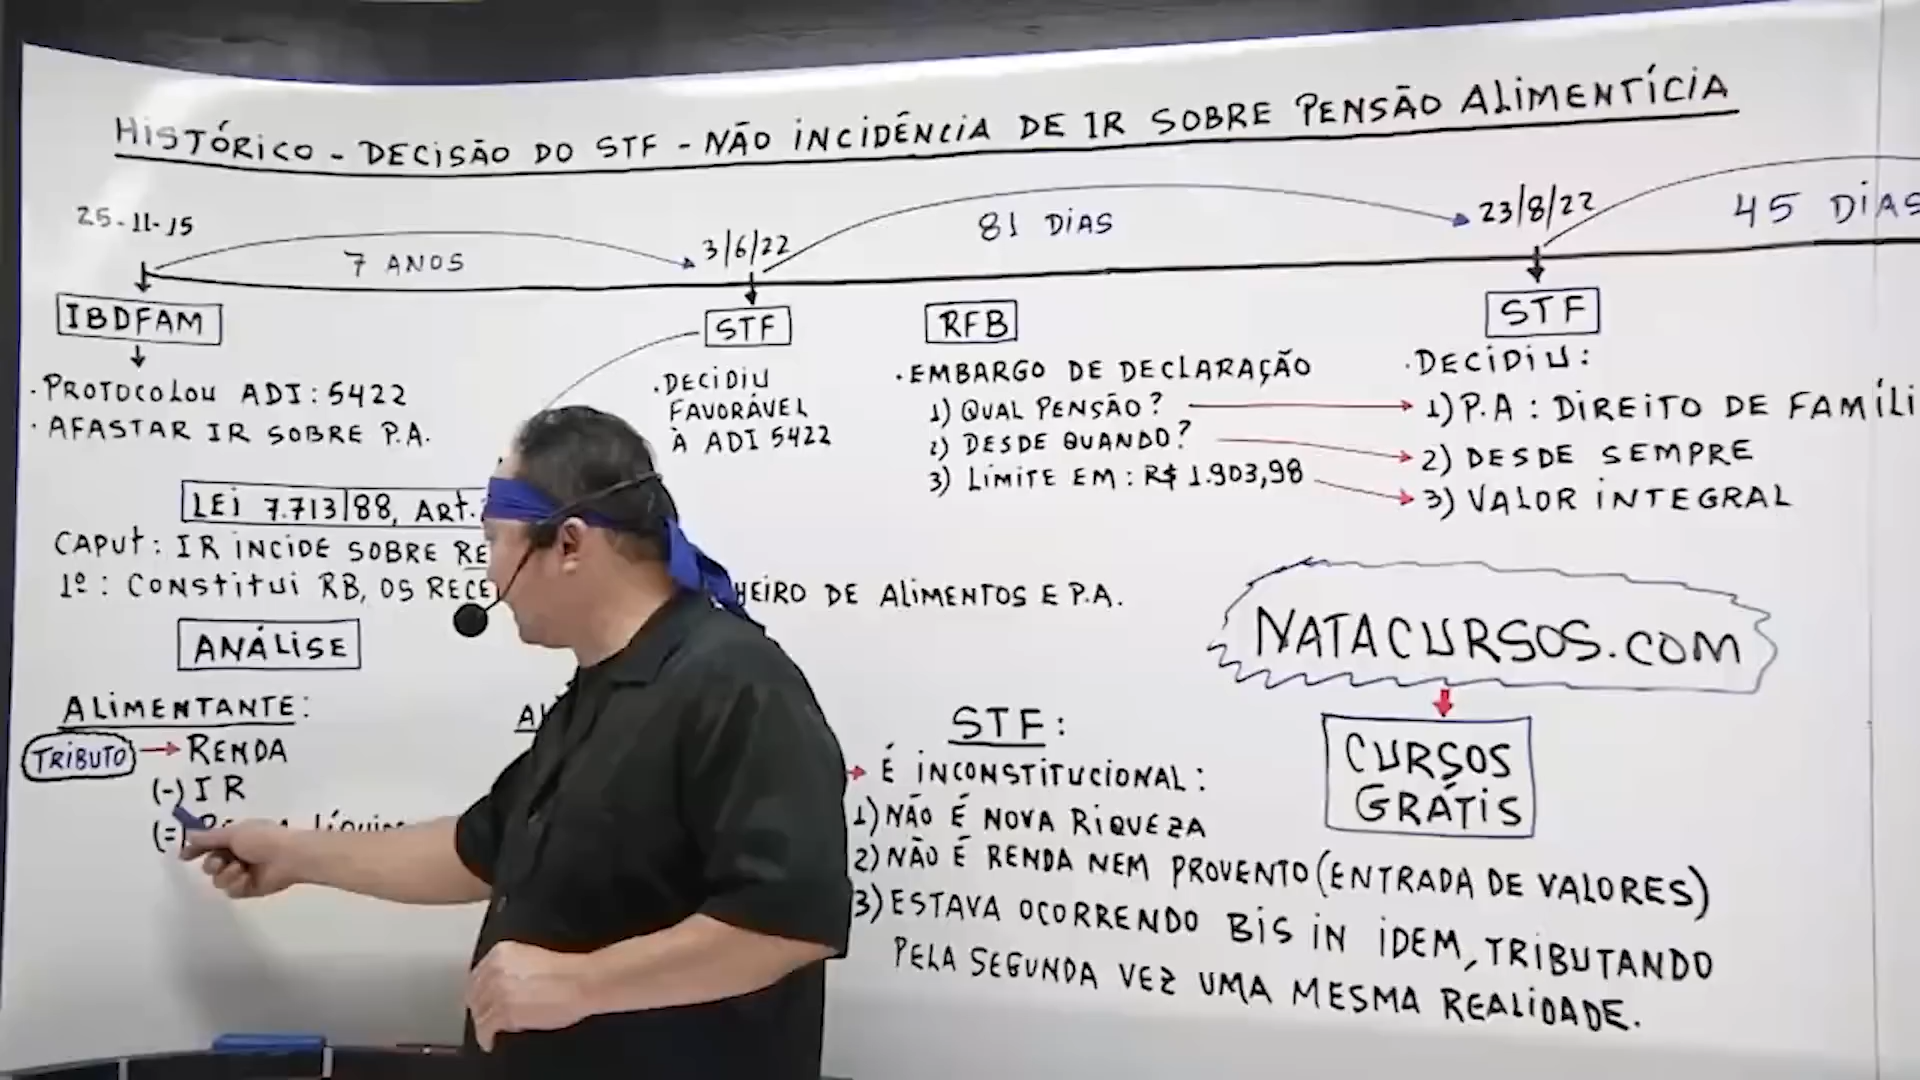 HISTÓRICO - DECISÃO DO STF - NÃO INCIDÊNCIA DE IR SOBRE PENSÃO ALIMENTÍCIA
25-11-15
7 ANOS
3/6/22
81 DIAS
23/8/22
45 DIAS
IBDFAM
· PROTOCOLOU ADI: 5422
· AFASTAR IR SOBRE P.A.
STF
· DECIDIU
FAVORÁVEL
À ADI 5422
RFB
· EMBARGO DE DECLARAÇÃO
1) QUAL PENSÃO?
2) DESDE QUANDO?
3) LIMITE EM: R$ 1.903,98
STF
· DECIDIU:
1) P.A: DIREITO DE FAMÍLI
2) DESDE SEMPRE
3) VALOR INTEGRAL
LEI 7.713/88, ART.
CAPUT: IR INCIDE SOBRE RE
1º: CONSTITUI RB, OS RECE HEIRO DE ALIMENTOS E P.A.
ANÁLISE
ALIMENTANTE:
TRIBUTO RENDA
(-) IR
(=) LÍQUID
STF:
É INCONSTITUCIONAL:
1) NÃO É NOVA RIQUEZA
2) NÃO É RENDA NEM PROVENTO (ENTRADA DE VALORES)
3) ESTAVA OCORRENDO BIS IN IDEM, TRIBUTANDO
PELA SEGUNDA VEZ UMA MESMA REALIDADE.
NATACURSOS.COM
CURSOS
GRÁTIS